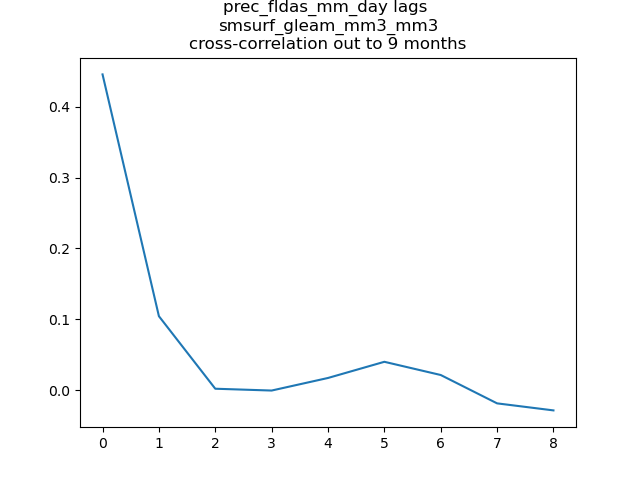 prec_fldas_mm_day lags
smsurf_gleam_mm3_mm3
cross-correlation out to 9 months
0.4
0.3
0.2
0.1
0.0
0 1 2 3 4 5 6 7 8